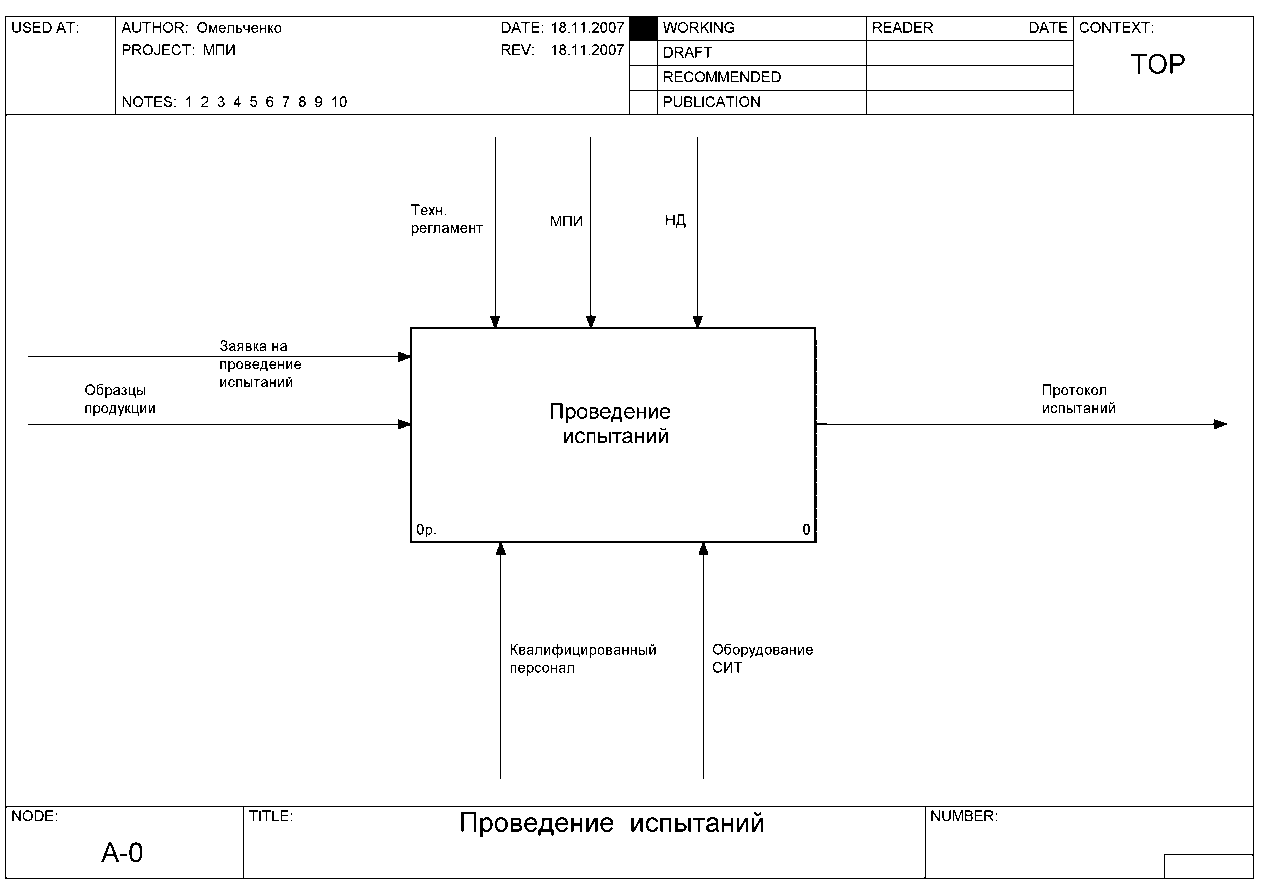 USED AT:
AUTHOR: Омельченко
DATE: 18.11.2007
WORKING
READER
DATE
CONTEXT:
PROJECT: МПИ
REV: 18.11.2007
DRAFT
TOP
RECOMMENDED
NOTES: 1 2 3 4 5 6 7 8 9 10
PUBLICATION
Техн.
регламент
МПИ
НД
Заявка на
проведение
испытаний
Образцы
продукции
Проведение
испытаний
0р.
0
Протокол
испытаний
Квалифицированный
персонал
Оборудование
СИТ
NODE:
A-0
TITLE:
Проведение испытаний
NUMBER: